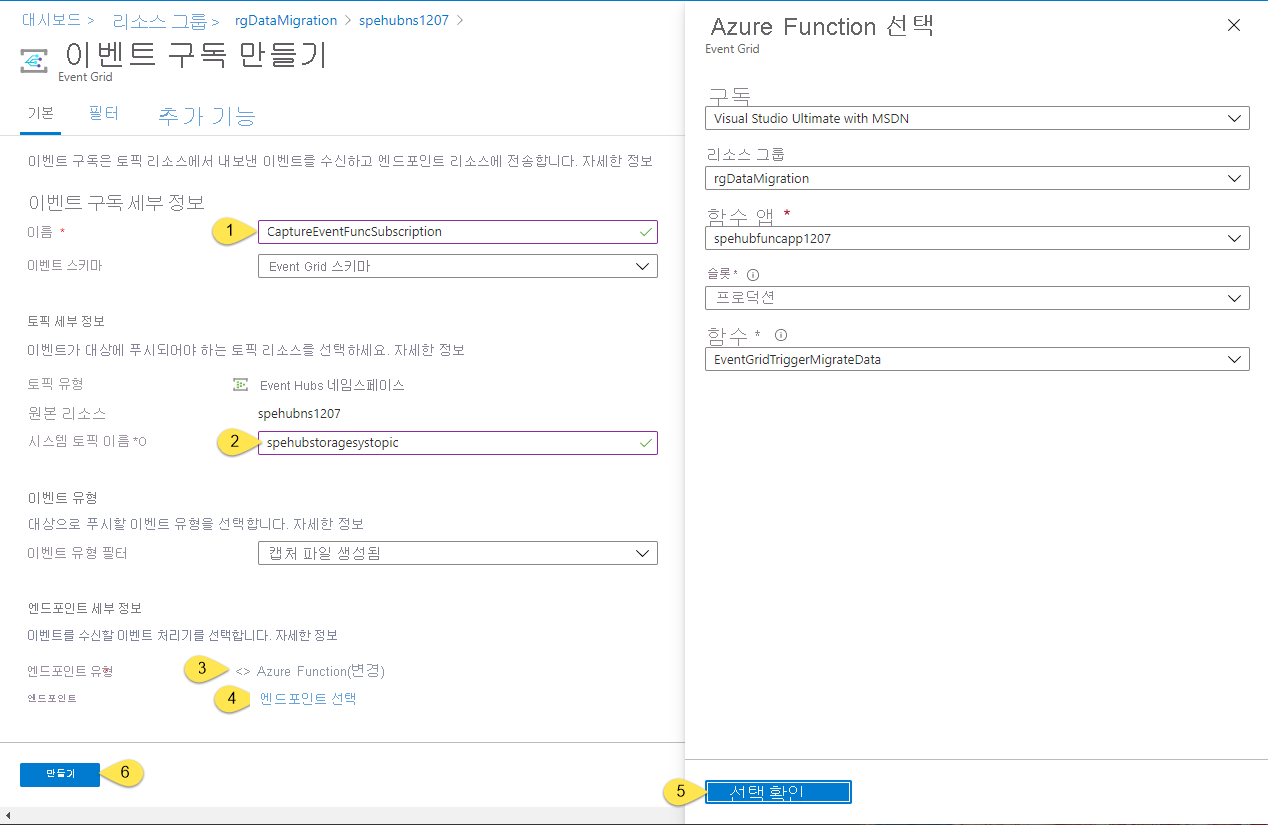 대시보드 > 리소스 그룹 > rgDataMigration > spehubns1207 >
이벤트 구독 만들기
Event Grid
기본 필터 추가 기능
이벤트 구독은 토픽 리소스에서 내보낸 이벤트를 수신하고 엔드포인트 리소스에 전송합니다. 자세한 정보
이벤트 구독 세부 정보
이름 * 1 CaptureEventFuncSubscription
이벤트 스키마 Event Grid 스키마
토픽 세부 정보
이벤트가 대상에 푸시되어야 하는 토픽 리소스를 선택하세요. 자세한 정보
토픽 유형 Event Hubs 네임스페이스
원본 리소스 spehubns1207
시스템 토픽 이름 *O 2 spehubstoragesystopic
이벤트 유형
대상으로 푸시할 이벤트 유형을 선택합니다. 자세한 정보
이벤트 유형 필터 캡처 파일 생성됨
엔드포인트 세부 정보
이벤트를 수신할 이벤트 처리기를 선택합니다. 자세한 정보
엔드포인트 유형 3 <> Azure Function(변경)
엔드포인트 4 엔드포인트 선택
만들기 6
Azure Function 선택
Event Grid
구독
Visual Studio Ultimate with MSDN
리소스 그룹
rgDataMigration
함수 앱 *
spehubfuncapp1207
슬롯 *
프로덕션
함수 *
EventGridTriggerMigrateData
5 선택 확인